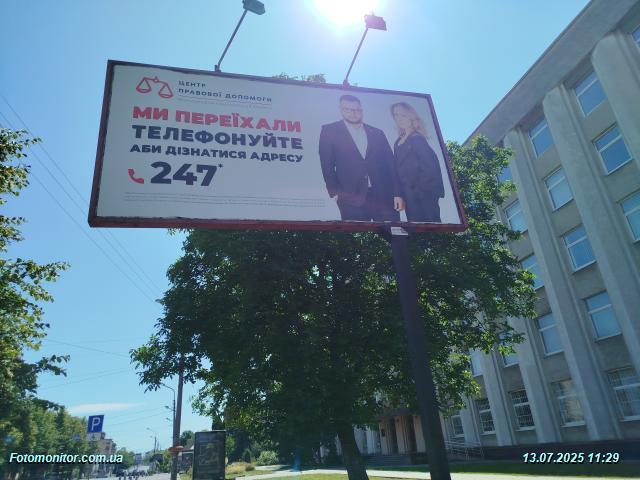 ЦЕНТР
ПРАВОВОЇ ДОПОМОГИ
МИ ПЕРЕЇХАЛИ
ТЕЛЕФОНУЙТЕ
АБИ ДІЗНАТИСЯ АДРЕСУ
247*
P
Fotomonitor.com.ua
13.07.2025 11:29